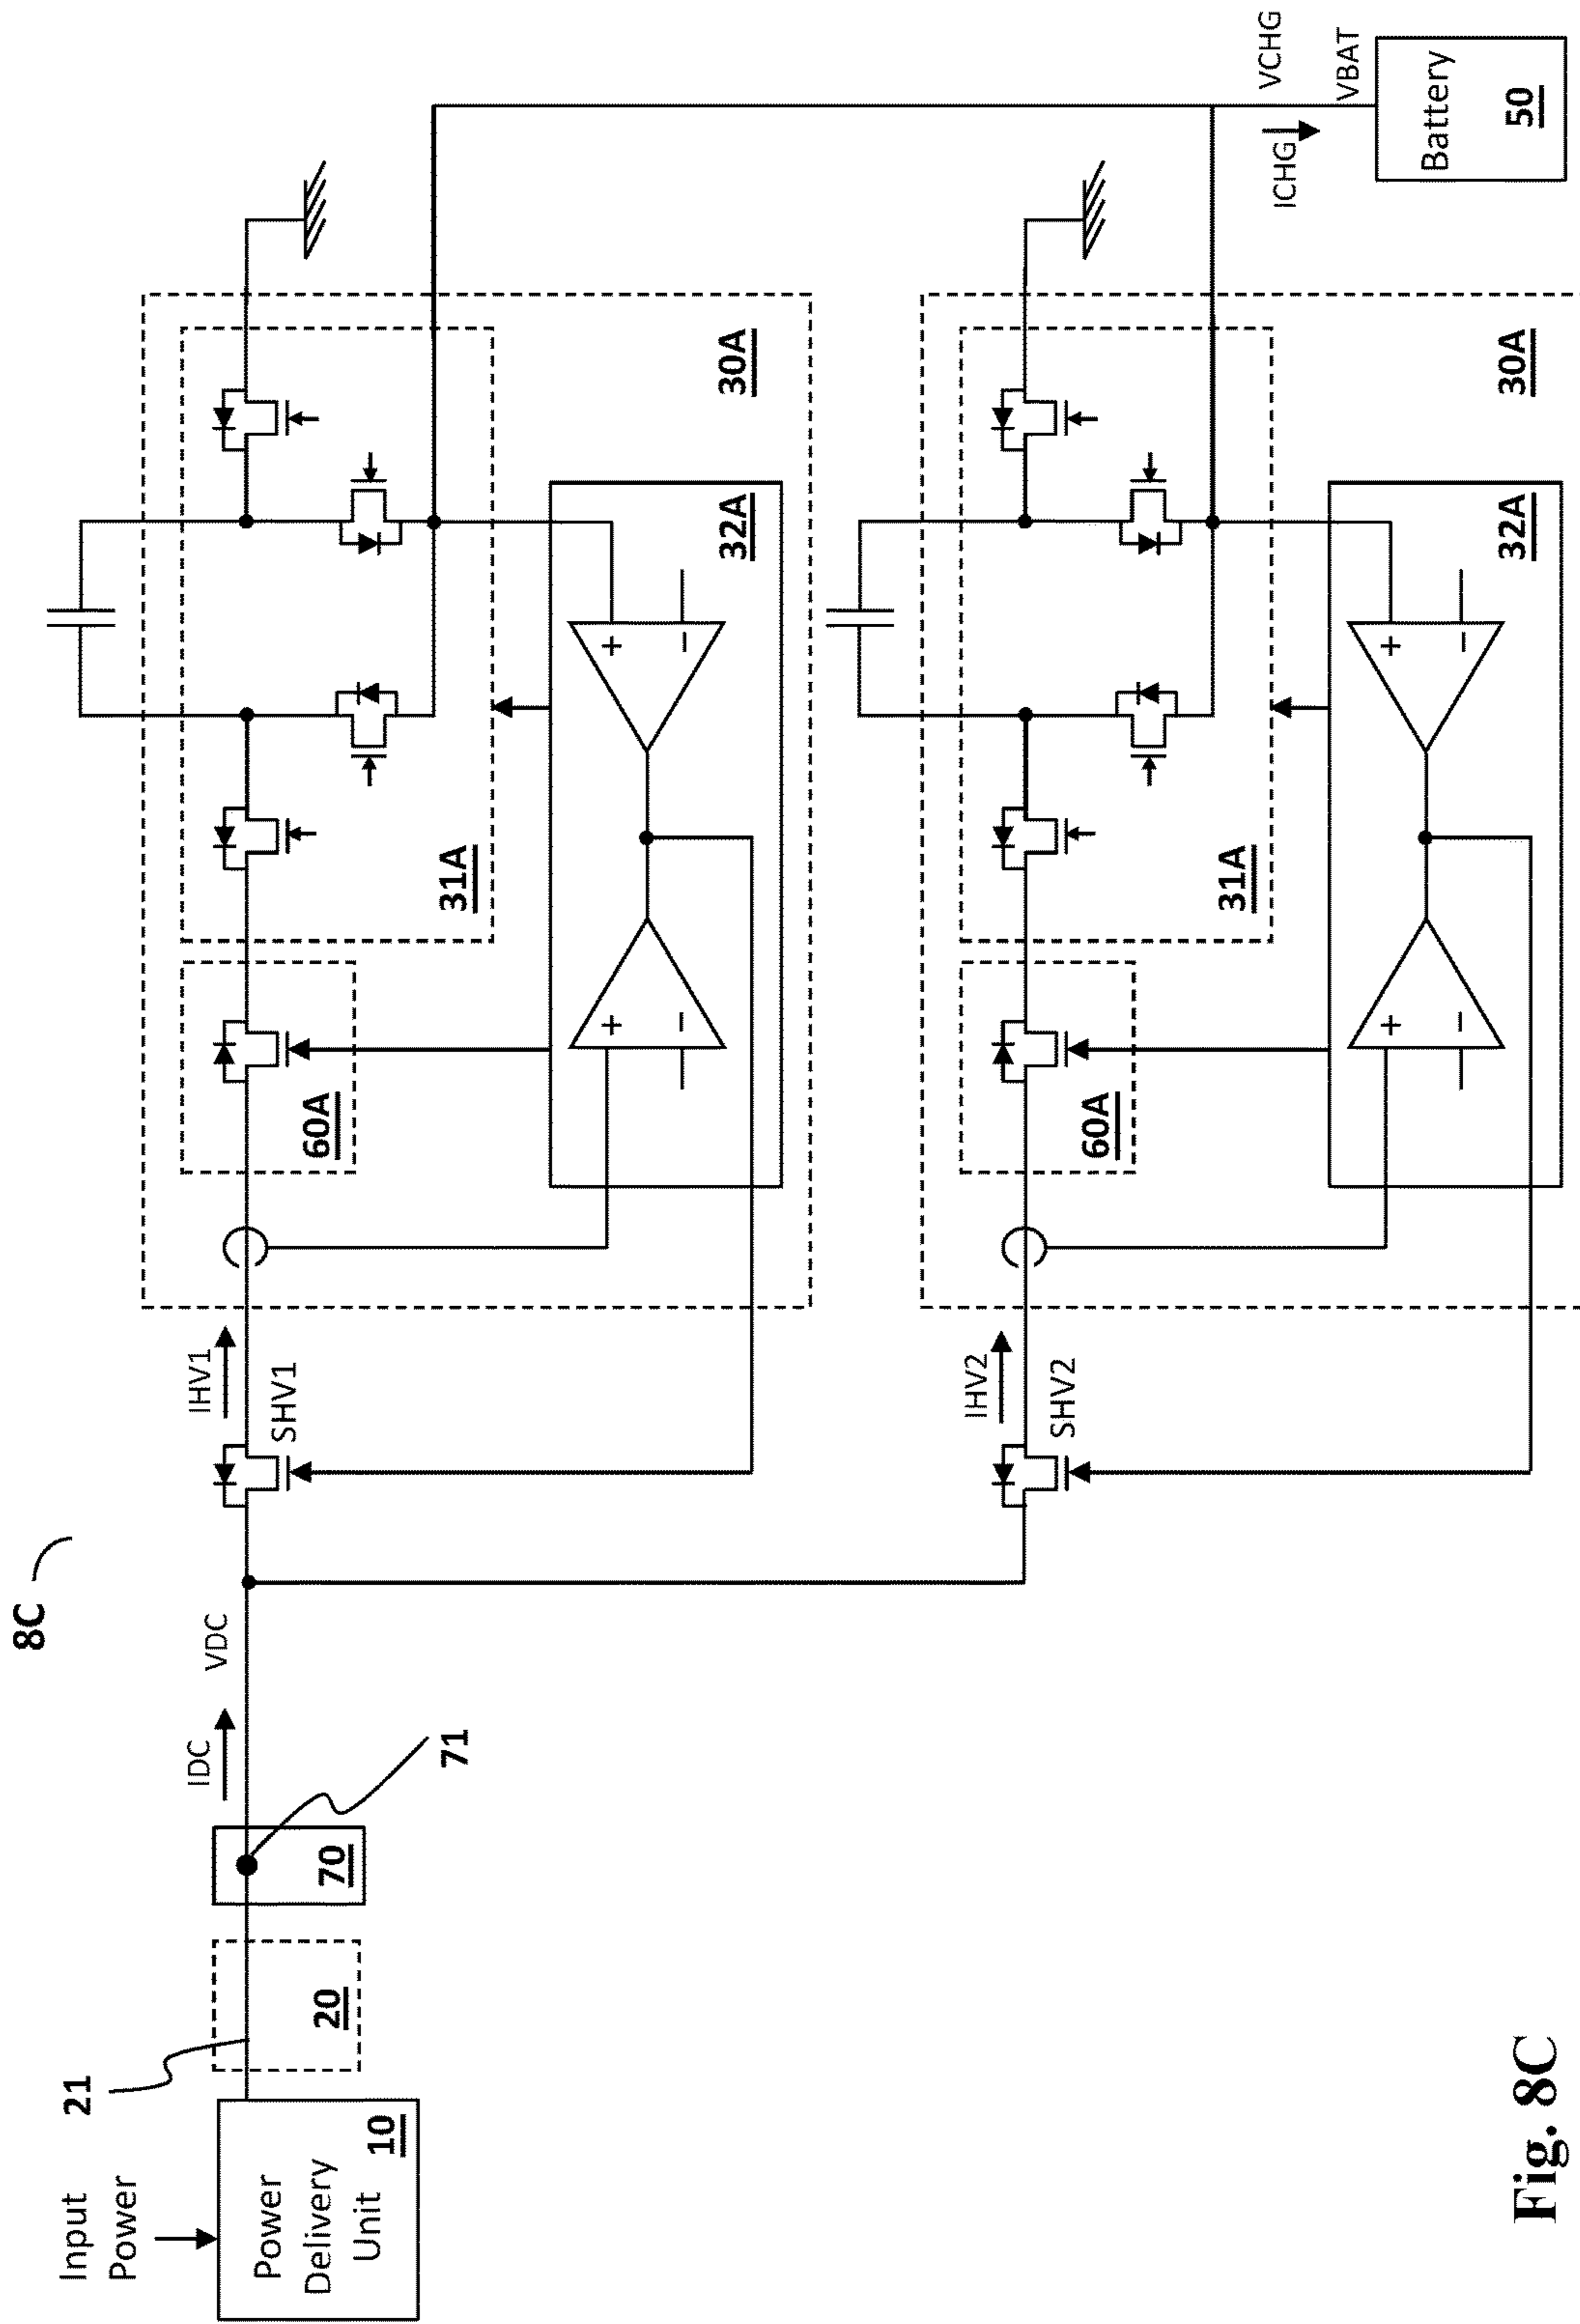 8C
Input
Power
21
Power
Delivery
Unit
10
20
70
71
IDC
VDC
IHV1
SHV1
60A
31A
+
−
+
−
32A
30A
IHV2
SHV2
60A
31A
+
−
+
−
32A
30A
ICHG
VCHG
VBAT
Battery
50
Fig. 8C